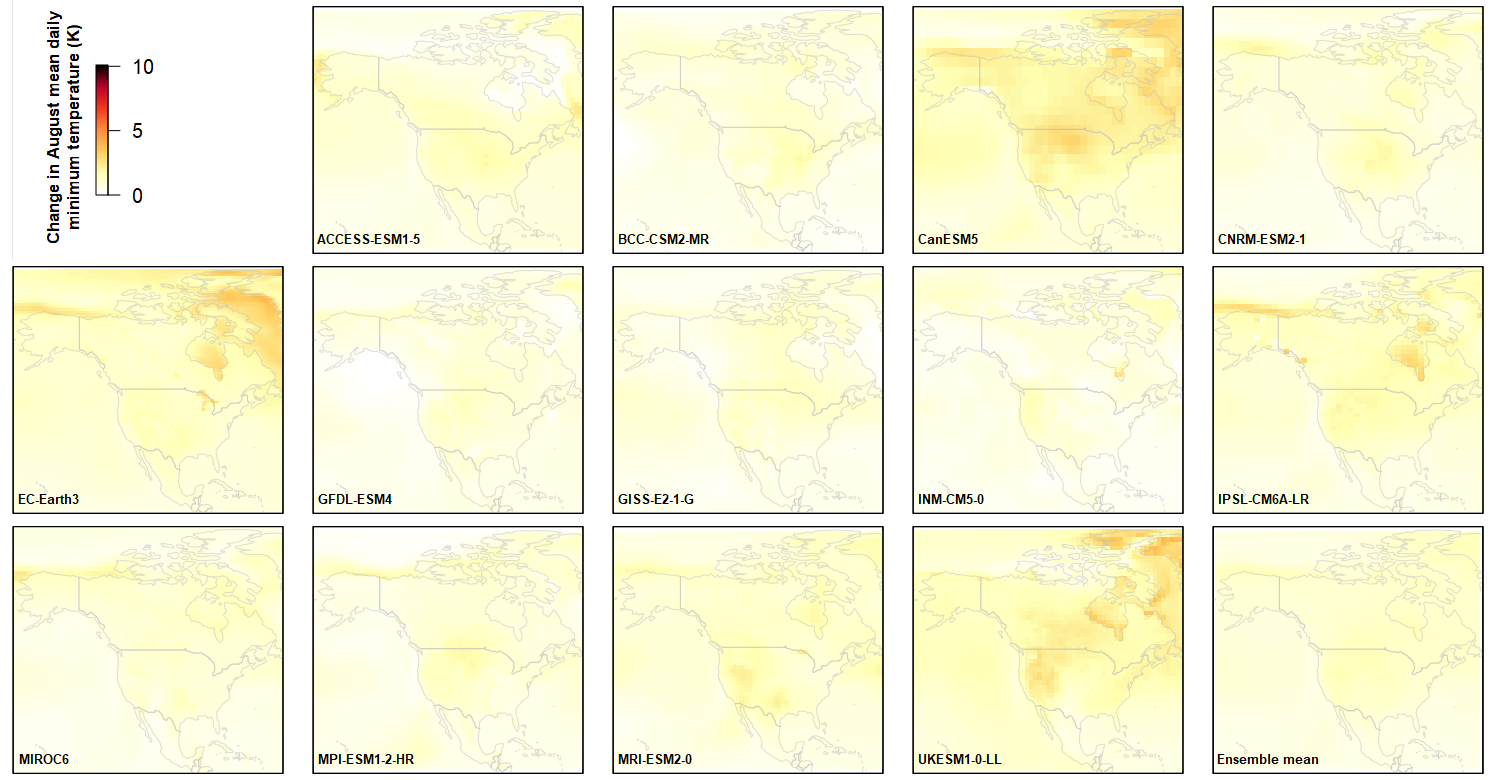 Change in August mean daily
minimum temperature (K)
10
5
0
ACCESS-ESM1-5
BCC-CSM2-MR
CanESM5
CNRM-ESM2-1
EC-Earth3
GFDL-ESM4
GISS-E2-1-G
INM-CM5-0
IPSL-CM6A-LR
MIROC6
MPI-ESM1-2-HR
MRI-ESM2-0
UKESM1-0-LL
Ensemble mean